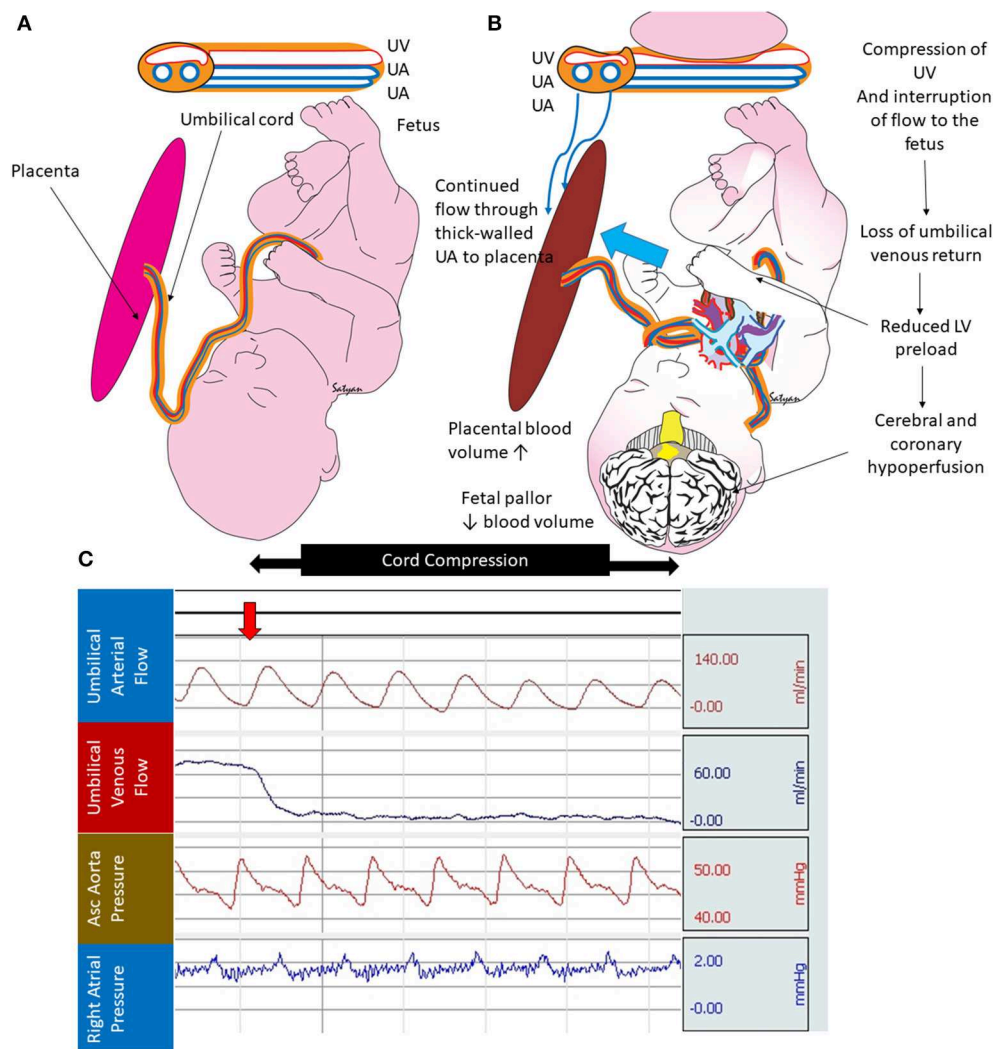 A
UV
UA
UA
Umbilical cord
Fetus
Placenta
Satyan
B
UV
UA
UA
Continued
flow through
thick-walled
UA to placenta
Placental blood
volume ↑
Fetal pallor
↓ blood volume
Satyan
Compression of
UV
And interruption
of flow to the
fetus
Loss of umbilical
venous return
Reduced LV
preload
Cerebral and
coronary
hypoperfusion
C
Cord Compression
Umbilical
Arterial
Flow
140.00
-0.00
ml/min
Umbilical
Venous
Flow
60.00
-0.00
ml/min
Asc Aorta
Pressure
50.00
40.00
mmHg
Right Atrial
Pressure
2.00
-0.00
mmHg